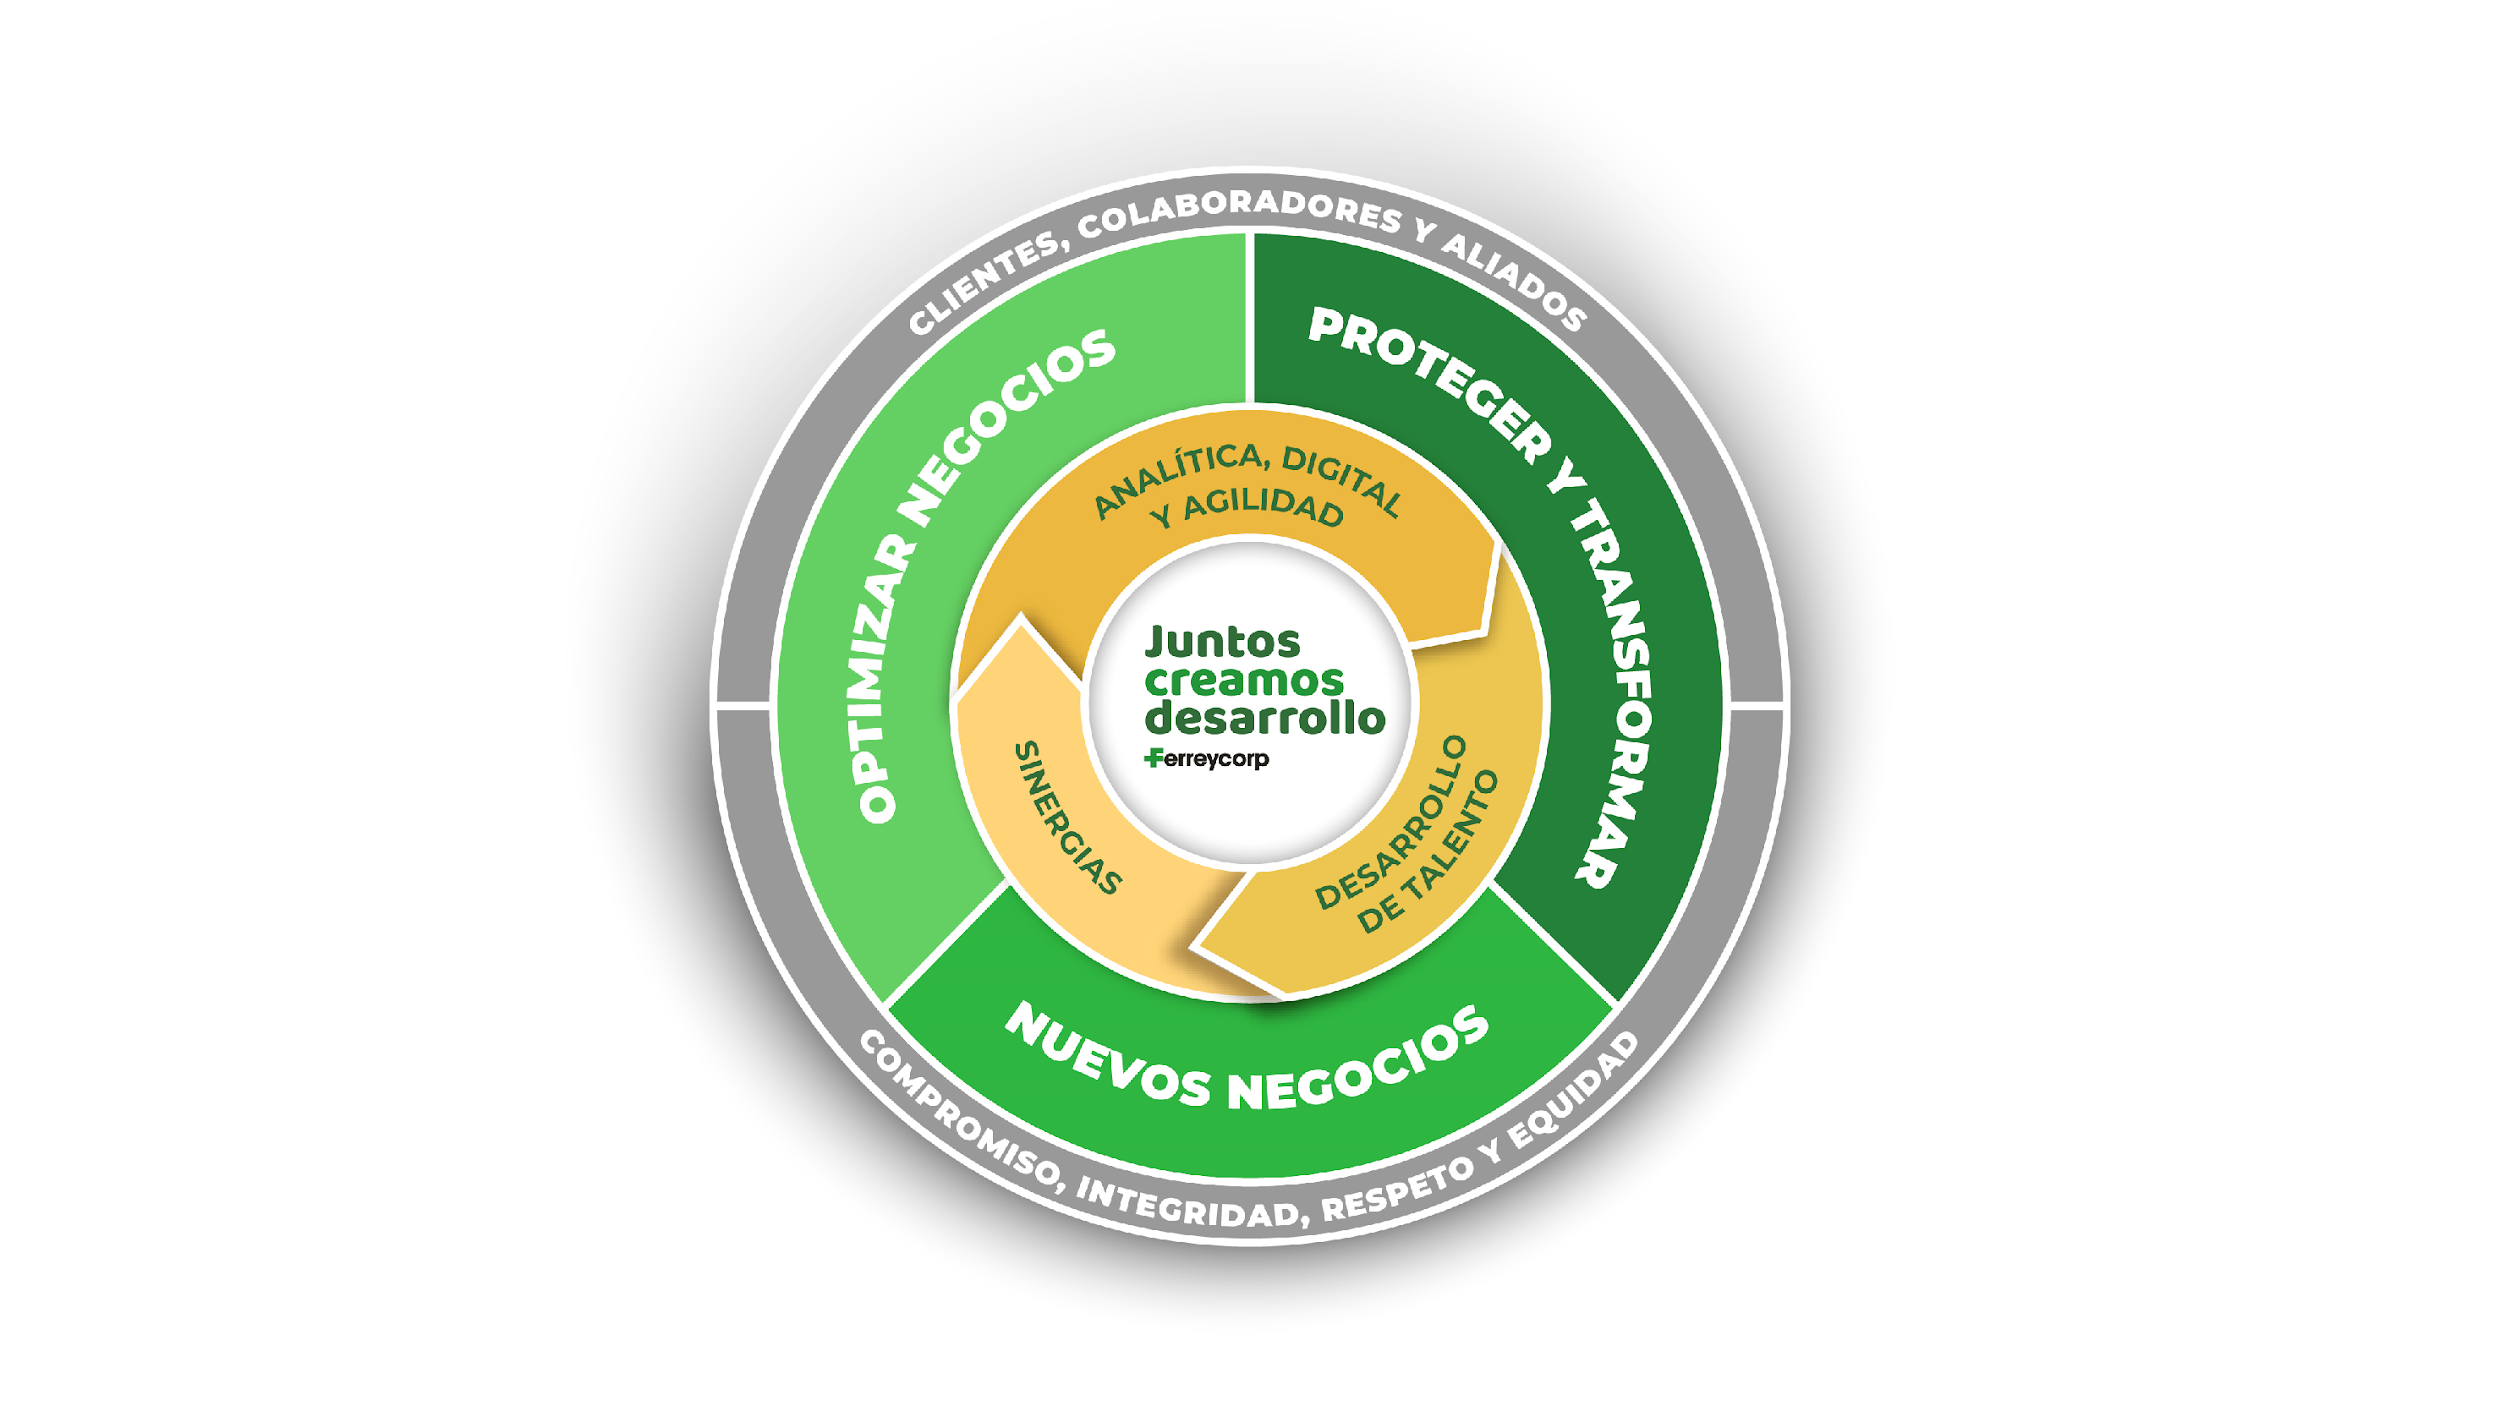 CLIENTES, COLABORADORES Y ALIADOS
OPTIMIZAR NEGOCIOS
PROTEGER Y TRANSFORMAR
ANALÍTICA, DIGITAL
Y AGILIDAD
Juntos
creamos
desarrollo
Ferreycorp
SINERGIAS
DESARROLLO
DE TALENTO
NUEVOS NEGOCIOS
COMPROMISO, INTEGRIDAD, RESPETO Y EQUIDAD